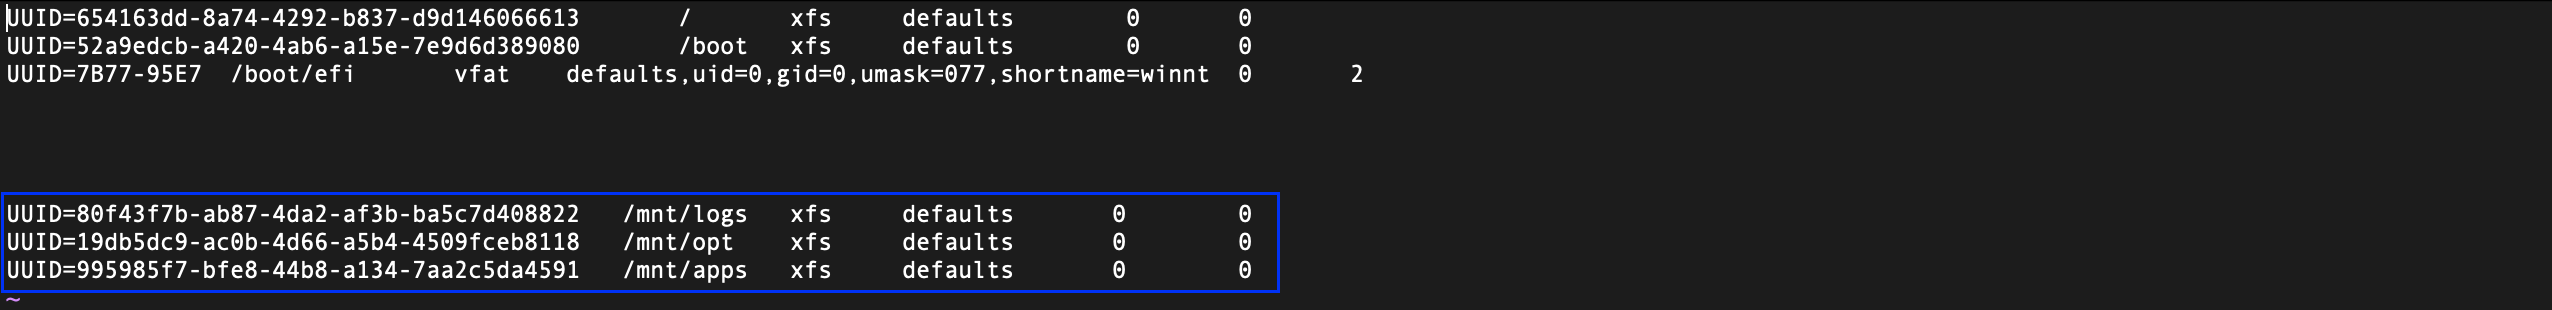 UUID=654163dd-8a74-4292-b837-d9d146066613 / xfs defaults 0 0
UUID=52a9edcb-a420-4ab6-a15e-7e9d6d389080 /boot xfs defaults 0 0
UUID=7B77-95E7 /boot/efi vfat defaults,uid=0,gid=0,umask=077,shortname=winnt 0 2
UUID=80f43f7b-ab87-4da2-af3b-ba5c7d408822 /mnt/logs xfs defaults 0 0
UUID=19db5dc9-ac0b-4d66-a5b4-4509fceb8118 /mnt/opt xfs defaults 0 0
UUID=995985f7-bfe8-44b8-a134-7aa2c5da4591 /mnt/apps xfs defaults 0 0
~